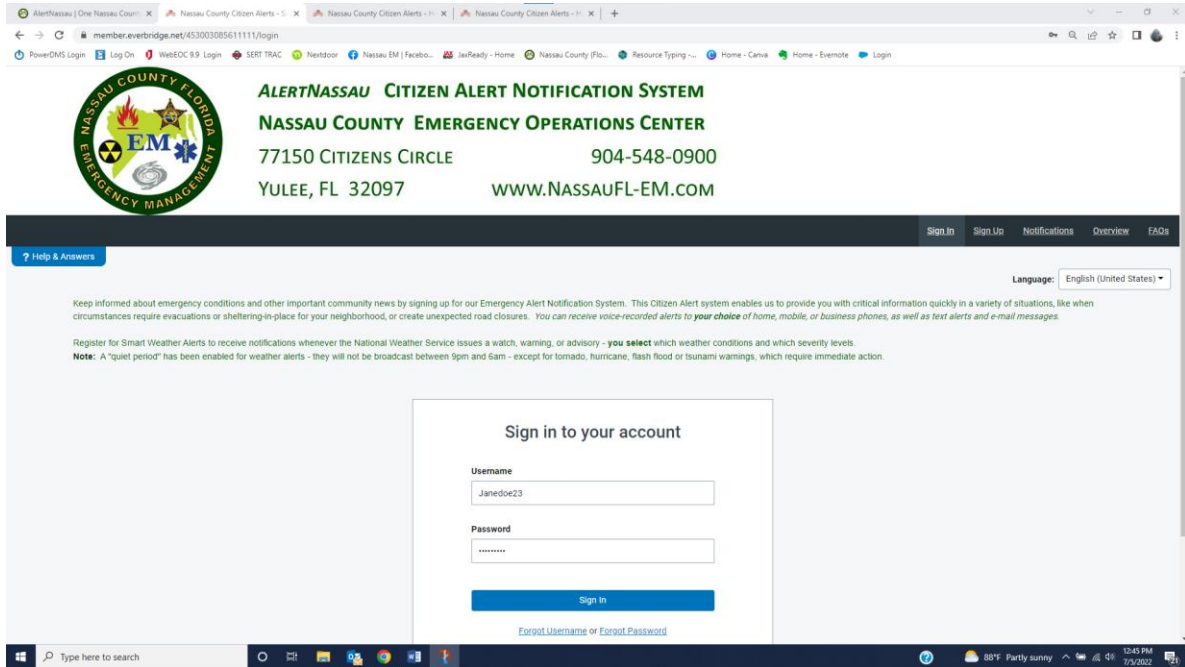 AlertNassau | One Nassau Count
Nassau County Citizen Alerts - S
Nassau County Citizen Alerts - H
Nassau County Citizen Alerts - H
member.everbridge.net/453003085611111/login
PowerDMS Login Log On WebEOC 9.9 Login SERT TRAC Nextdoor Nassau EM | Facebo... JaxReady - Home Nassau County (Flo... Resource Typing -... Home - Canva Home - Evernote Login
NASSAU COUNTY FLORIDA
EM
EMERGENCY MANAGEMENT
ALERTNASSAU CITIZEN ALERT NOTIFICATION SYSTEM
NASSAU COUNTY EMERGENCY OPERATIONS CENTER
77150 CITIZENS CIRCLE 904-548-0900
YULEE, FL 32097 WWW.NASSAUFL-EM.COM
Sign In Sign Up Notifications Overview FAQs
? Help & Answers
Language: English (United States)
Keep informed about emergency conditions and other important community news by signing up for our Emergency Alert Notification System. This Citizen Alert system enables us to provide you with critical information quickly in a variety of situations, like when
circumstances require evacuations or sheltering-in-place for your neighborhood, or create unexpected road closures. You can receive voice-recorded alerts to your choice of home, mobile, or business phones, as well as text alerts and e-mail messages.
Register for Smart Weather Alerts to receive notifications whenever the National Weather Service issues a watch, warning, or advisory - you select which weather conditions and which severity levels.
Note: A "quiet period" has been enabled for weather alerts - they will not be broadcast between 9pm and 6am - except for tornado, hurricane, flash flood or tsunami warnings, which require immediate action.
Sign in to your account
Username
Janedoe23
Password
Sign In
Forgot Username or Forgot Password
Type here to search
88°F Partly sunny
12:45 PM
7/5/2022